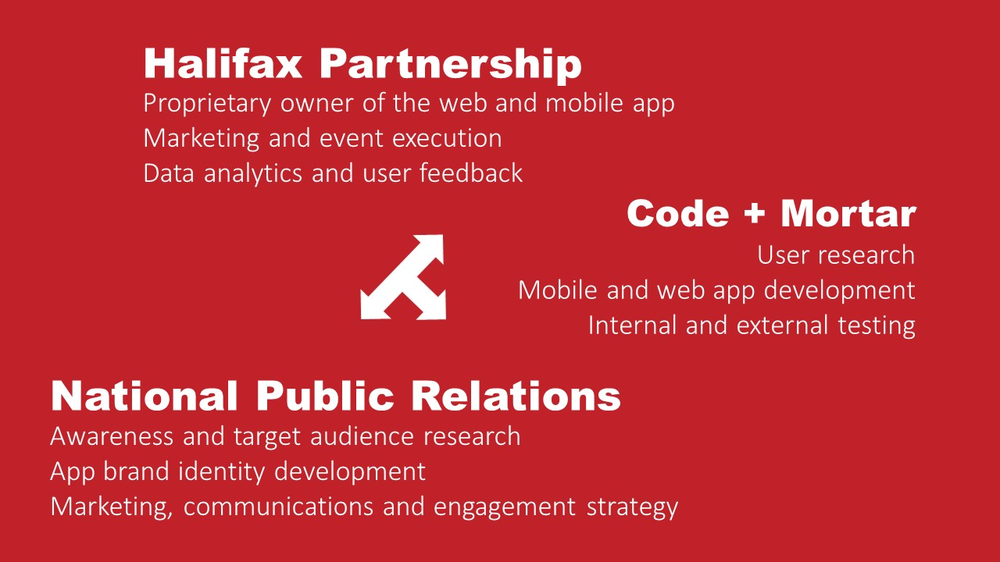 Halifax Partnership
Proprietary owner of the web and mobile app
Marketing and event execution
Data analytics and user feedback
Code + Mortar
User research
Mobile and web app development
Internal and external testing
National Public Relations
Awareness and target audience research
App brand identity development
Marketing, communications and engagement strategy